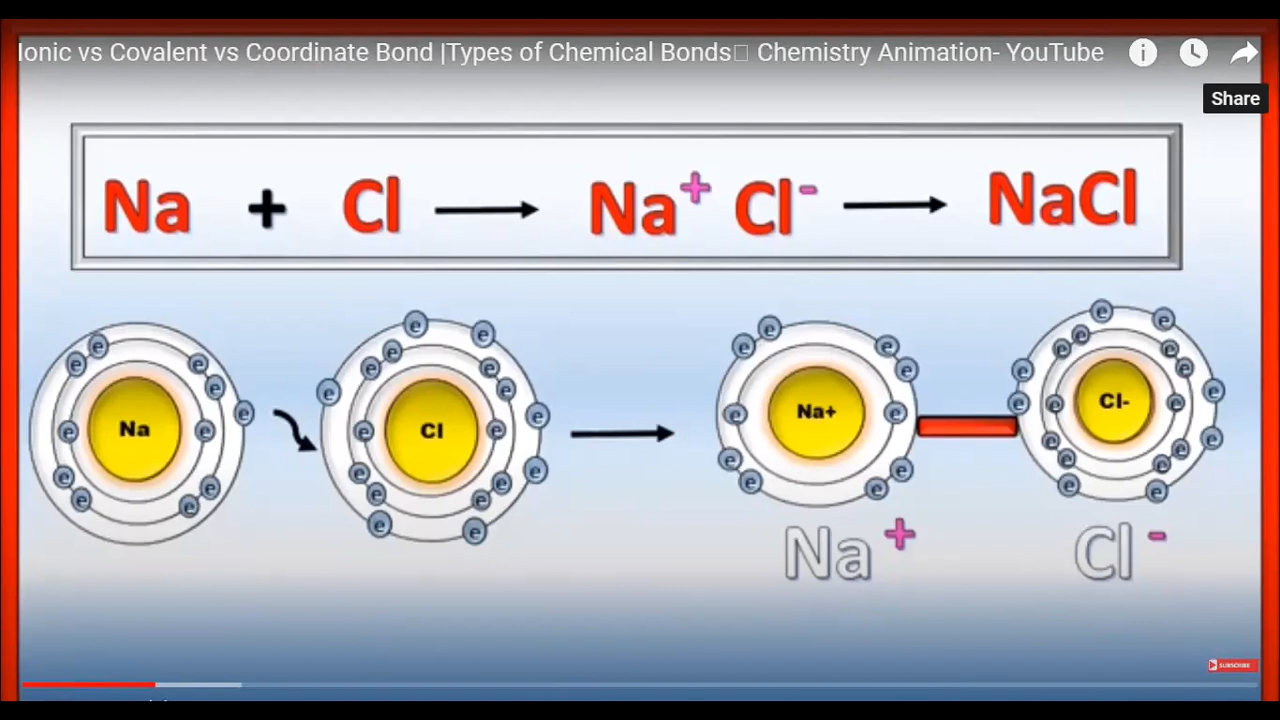 Ionic vs Covalent vs Coordinate Bond |Types of Chemical Bonds▯ Chemistry Animation- YouTube
Share
Na + Cl → Na⁺ Cl⁻ → NaCl
e e e e e e e e e e e
Na
e e e e e e e e e e e e e e e e e
Cl
e e e e e e e e e e
Na+
e e e e e e e e e e e e e e e e e e
Cl-
Na⁺ Cl⁻
SUBSCRIBE